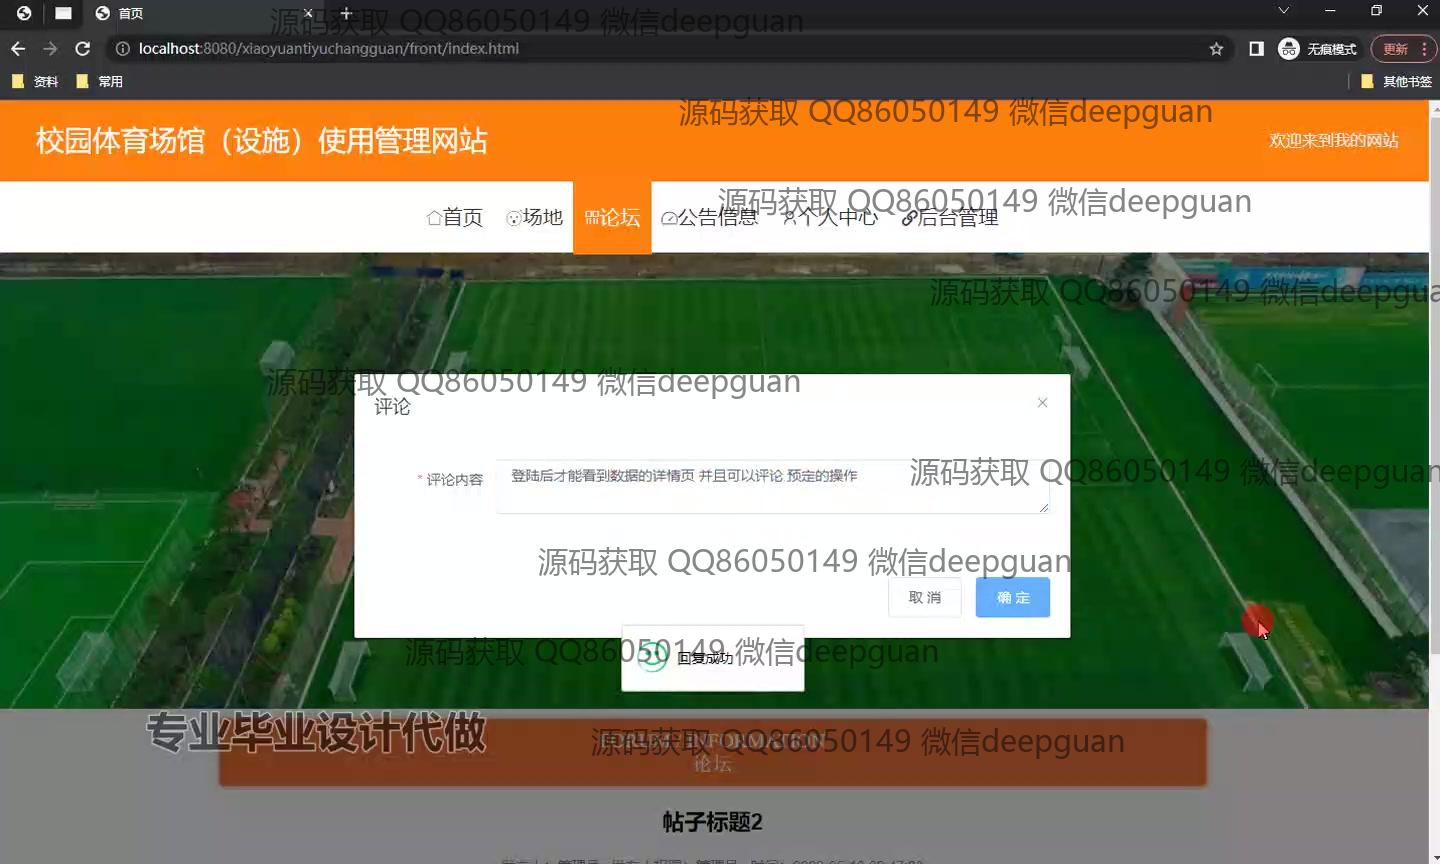 首页
源码获取 QQ86050149 微信deepguan
localhost:8080/xiaoyuantiyuchangguan/front/index.html
无痕模式
更新
资料
常用
其他书签
源码获取 QQ86050149 微信deepguan
校园体育场馆（设施）使用管理网站
欢迎来到我的网站
源码获取 QQ86050149 微信deepguan
首页
场地
论坛
公告信息
个人中心
后台管理
源码获取 QQ86050149 微信deepgua
源码获取 QQ86050149 微信deepguan
评论
* 评论内容
登陆后才能看到数据的详情页 并且可以评论 预定的操作
源码获取 QQ86050149 微信deepguan
源码获取 QQ86050149 微信deepguan
取 消
确 定
源码获取 QQ86050149 微信deepguan
回复成功
专业毕业设计代做
FORUM INFORMATION
源码获取 QQ86050149 微信deepguan
论坛
帖子标题2